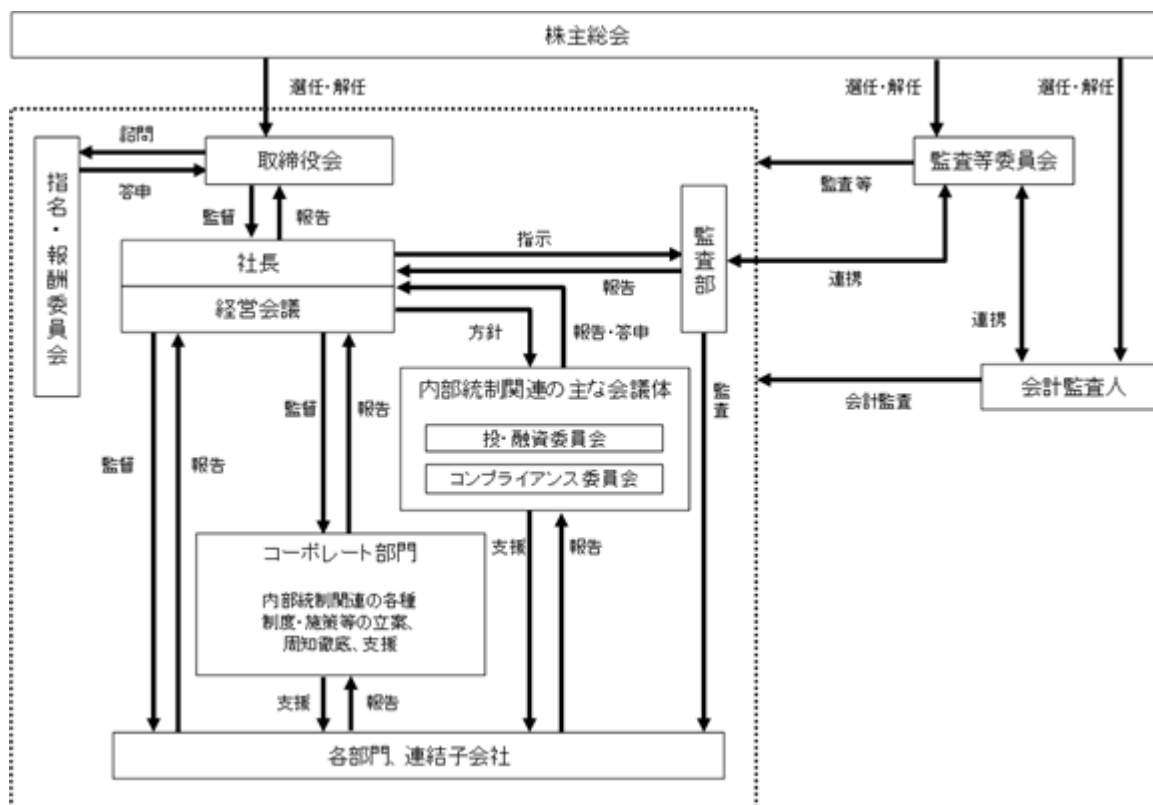 株主総会
選任・解任
選任・解任
選任・解任
諮問
取締役会
監査等委員会
答申
監査等
指名・報酬委員会
監督
報告
監査部
指示
社長
報告
連携
経営会議
方針
報告・答申
連携
内部統制関連の主な会議体
会計監査人
監査
会計監査
監督
報告
投・融資委員会
監督
報告
コンプライアンス委員会
コーポレート部門
支援
報告
内部統制関連の各種
制度・施策等の立案、
周知徹底、支援
支援
報告
各部門、連結子会社